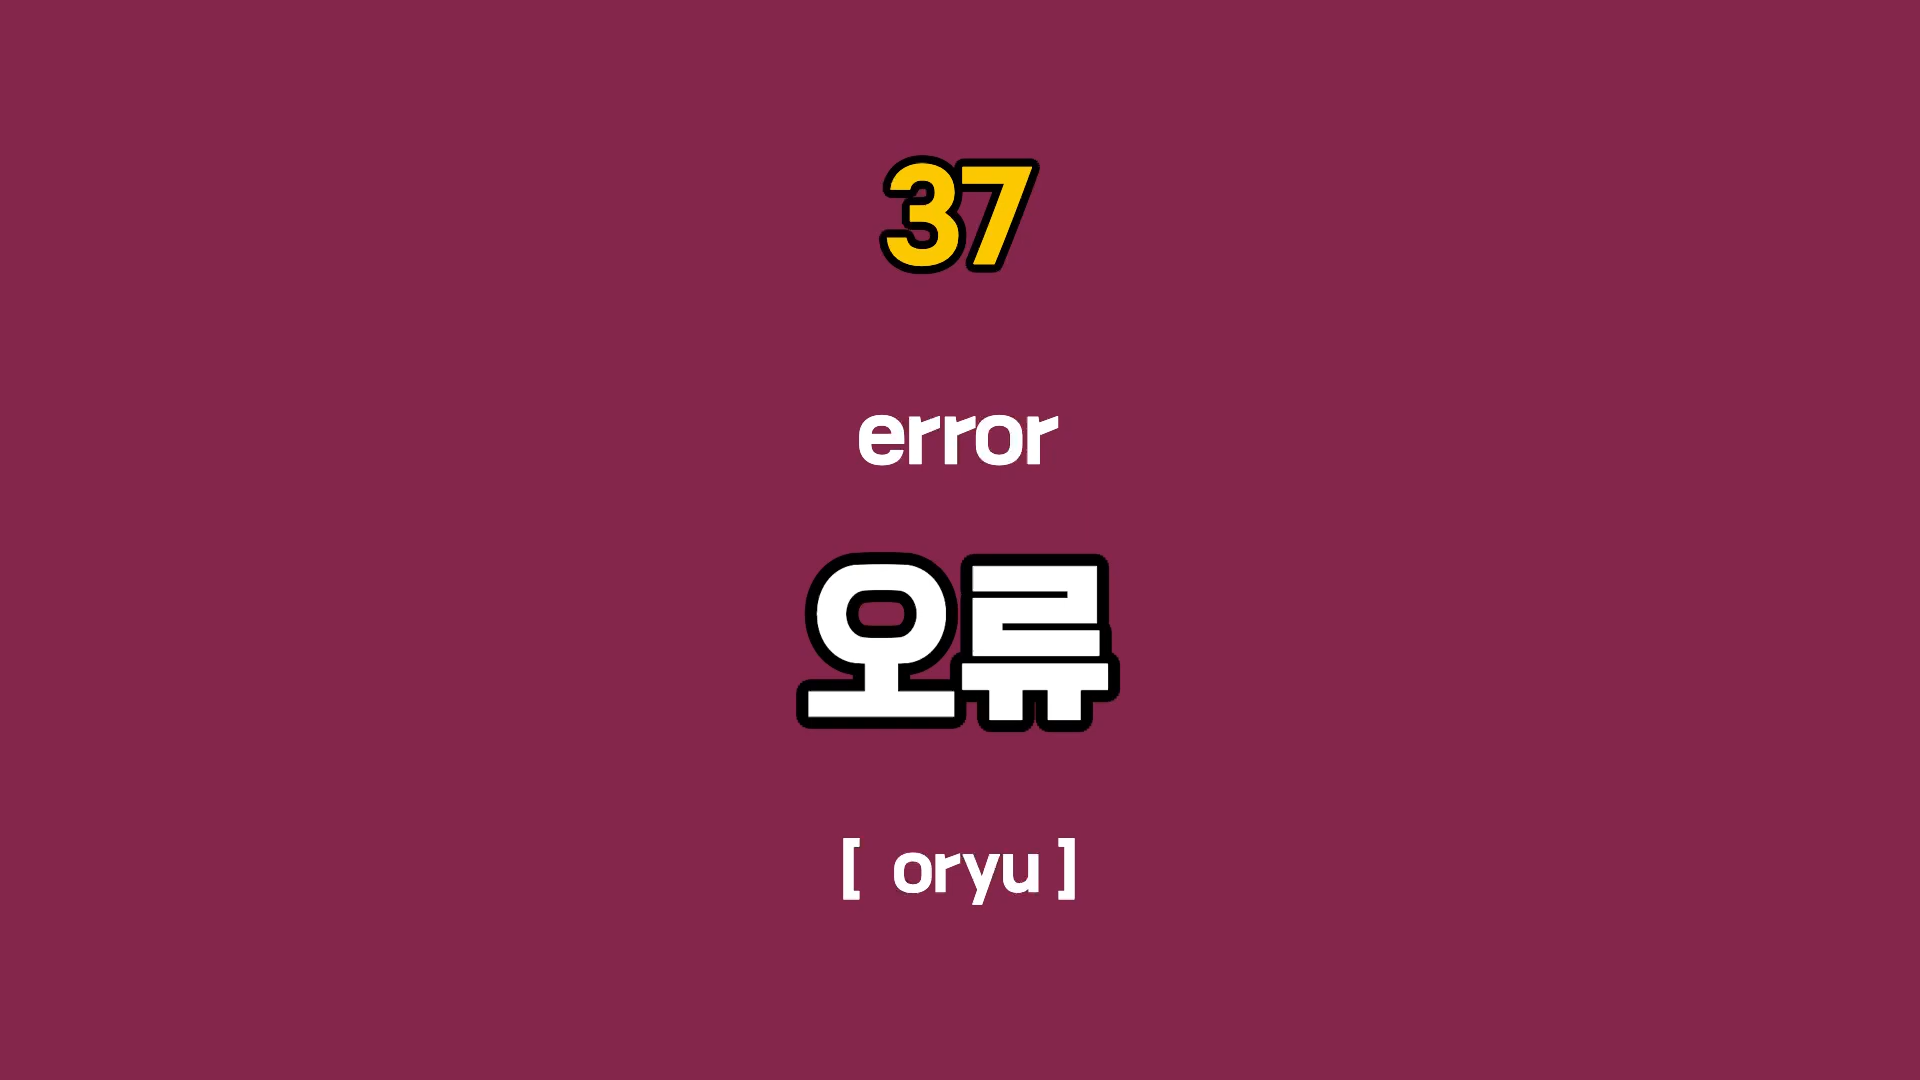 37
error
오류
[ oryu ]